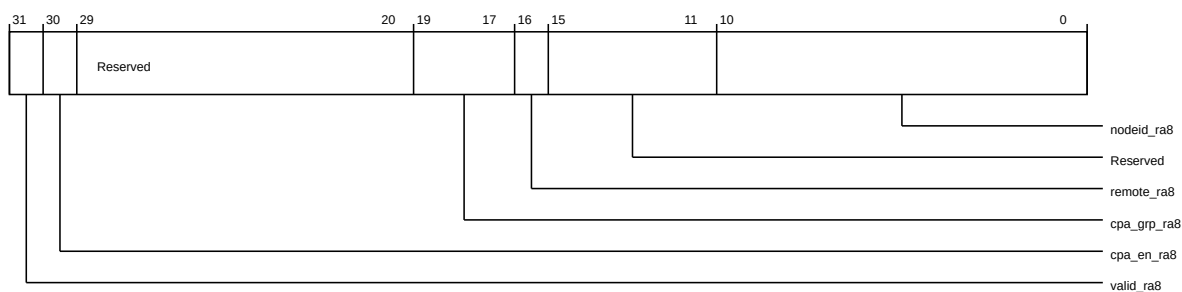 31 30 29 20 19 17 16 15 11 10 0
Reserved
nodeid_ra8
Reserved
remote_ra8
cpa_grp_ra8
cpa_en_ra8
valid_ra8